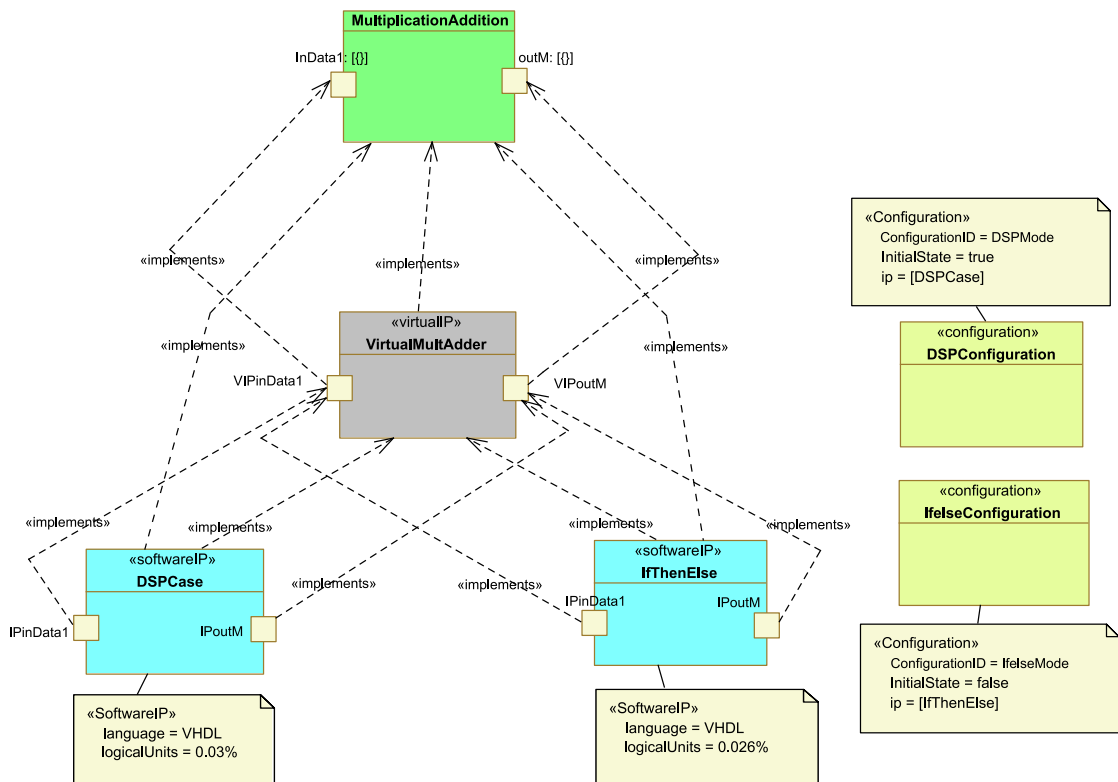 MultiplicationAddition
InData1: [{}]
outM: [{}]
«implements»
«implements»
«implements»
«implements»
«implements»
«virtualIP»
VirtualMultAdder
VIPinData1
VIPoutM
«implements»
«implements»
«implements»
«implements»
«implements»
«implements»
«softwareIP»
DSPCase
IPinData1
IPoutM
«softwareIP»
IfThenElse
IPinData1
IPoutM
«SoftwareIP»
language = VHDL
logicalUnits = 0.03%
«SoftwareIP»
language = VHDL
logicalUnits = 0.026%
«Configuration»
ConfigurationID = DSPMode
InitialState = true
ip = [DSPCase]
«configuration»
DSPConfiguration
«configuration»
IfelseConfiguration
«Configuration»
ConfigurationID = IfelseMode
InitialState = false
ip = [IfThenElse]